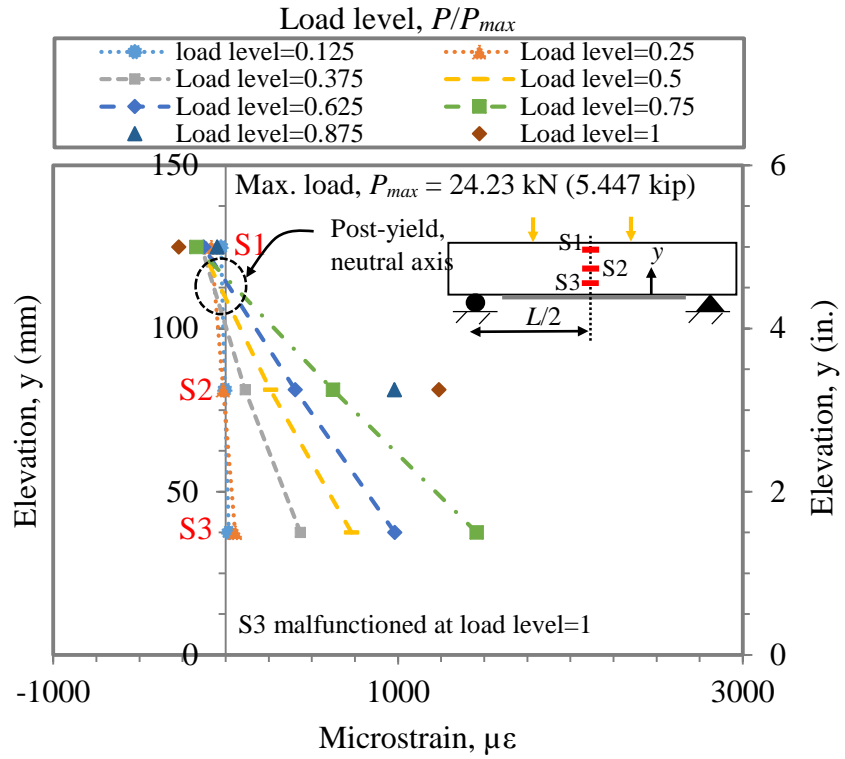 Load level, P/Pmax
load level=0.125
Load level=0.25
Load level=0.375
Load level=0.5
Load level=0.625
Load level=0.75
Load level=0.875
Load level=1
150
6
Max. load, Pmax = 24.23 kN (5.447 kip)
S1
Post-yield,
neutral axis
S1
S2
S3
y
L/2
100
4
S2
50
2
S3
S3 malfunctioned at load level=1
0
0
-1000
1000
3000
Elevation, y (mm)
Elevation, y (in.)
Microstrain, µε